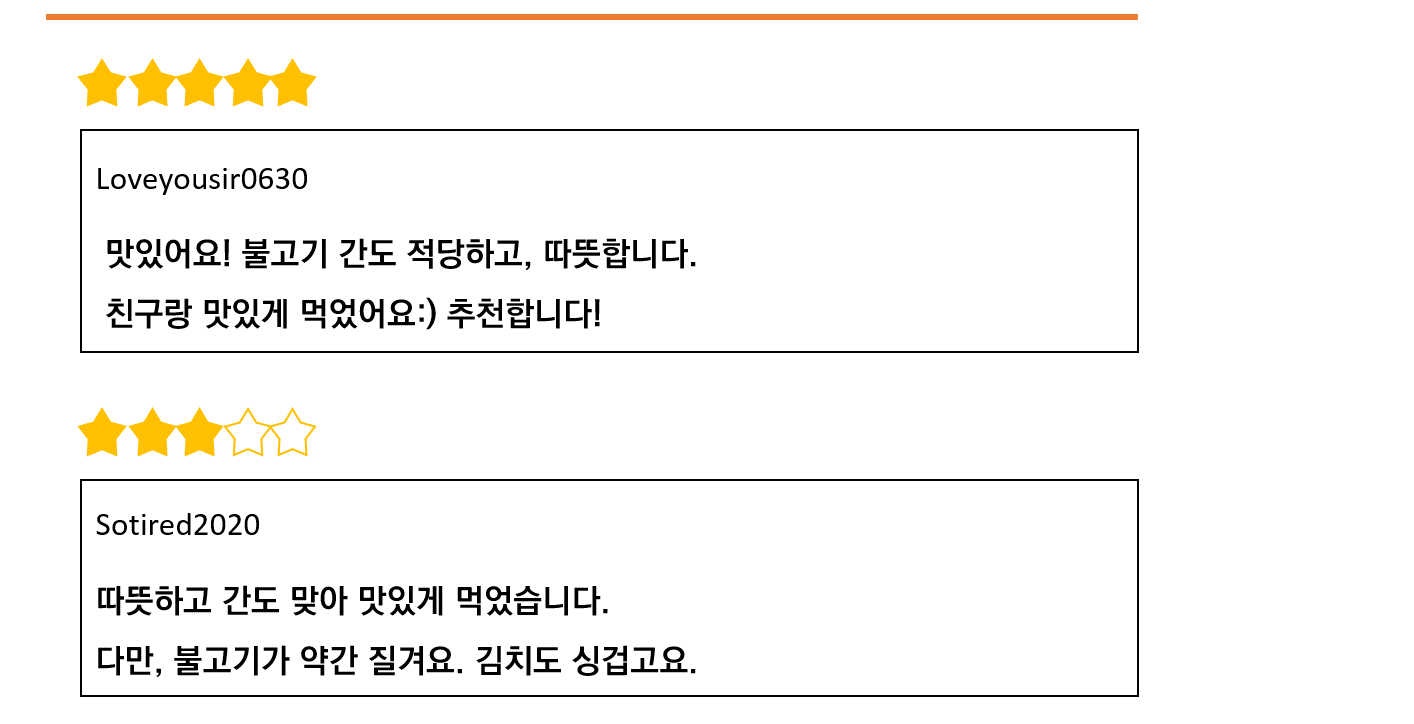 Loveyousir0630
맛있어요! 불고기 간도 적당하고, 따뜻합니다.
친구랑 맛있게 먹었어요:) 추천합니다!
Sotired2020
따뜻하고 간도 맞아 맛있게 먹었습니다.
다만, 불고기가 약간 질겨요. 김치도 싱겁고요.